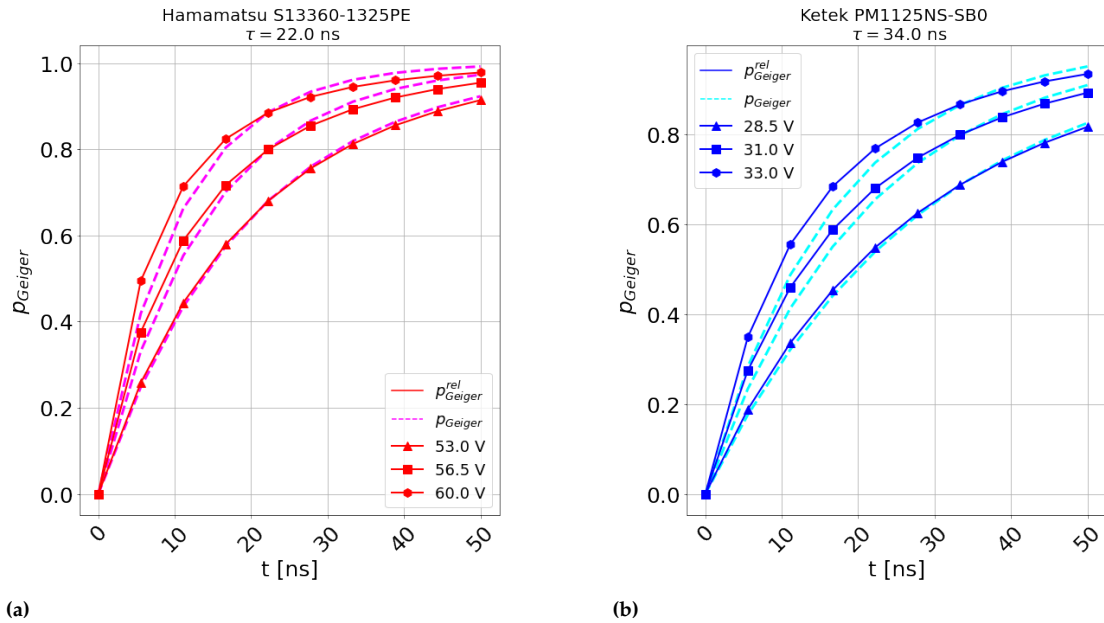 Hamamatsu S13360-1325PE
τ = 22.0 ns
1.0
0.8
0.6
0.4
0.2
0.0
p_Geiger
p^rel_Geiger
p_Geiger
53.0 V
56.5 V
60.0 V
0 10 20 30 40 50
t [ns]
(a)
Ketek PM1125NS-SB0
τ = 34.0 ns
p^rel_Geiger
p_Geiger
28.5 V
31.0 V
33.0 V
0.8
0.6
0.4
0.2
0.0
p_Geiger
0 10 20 30 40 50
t [ns]
(b)